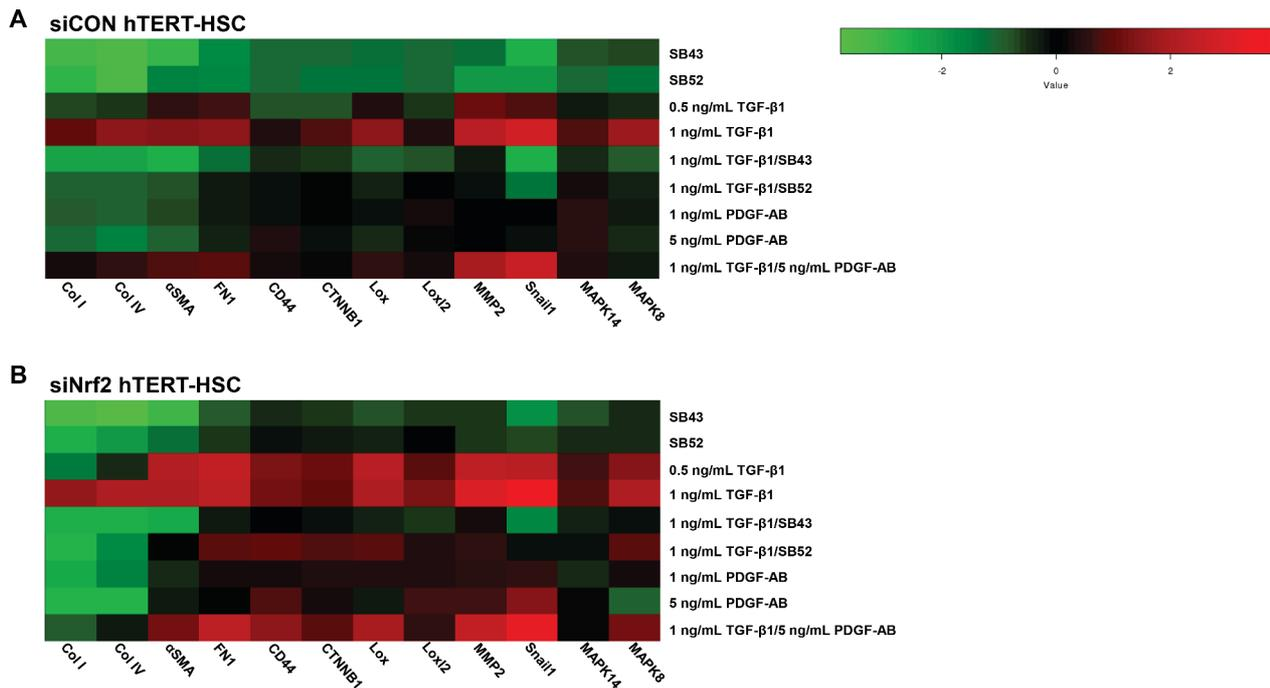 A
siCON hTERT-HSC
SB43
SB52
0.5 ng/mL TGF-β1
1 ng/mL TGF-β1
1 ng/mL TGF-β1/SB43
1 ng/mL TGF-β1/SB52
1 ng/mL PDGF-AB
5 ng/mL PDGF-AB
1 ng/mL TGF-β1/5 ng/mL PDGF-AB
Col I Col IV αSMA FN1 CD44 CTNNB1 Lox Loxl2 MMP2 Snail1 MAPK14 MAPK8
-2 0 2
Value
B
siNrf2 hTERT-HSC
SB43
SB52
0.5 ng/mL TGF-β1
1 ng/mL TGF-β1
1 ng/mL TGF-β1/SB43
1 ng/mL TGF-β1/SB52
1 ng/mL PDGF-AB
5 ng/mL PDGF-AB
1 ng/mL TGF-β1/5 ng/mL PDGF-AB
Col I Col IV αSMA FN1 CD44 CTNNB1 Lox Loxl2 MMP2 Snail1 MAPK14 MAPK8